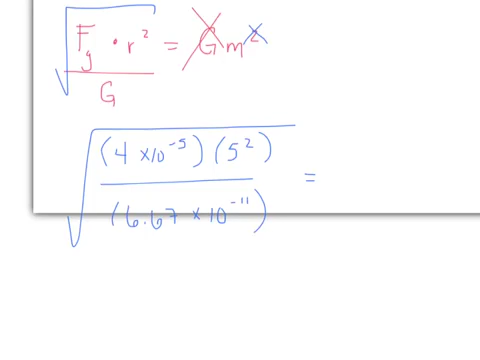 √(F_g · r² / G) = G m²
√((4 × 10⁻⁵) (5²) / (6.67 × 10⁻¹¹)) =